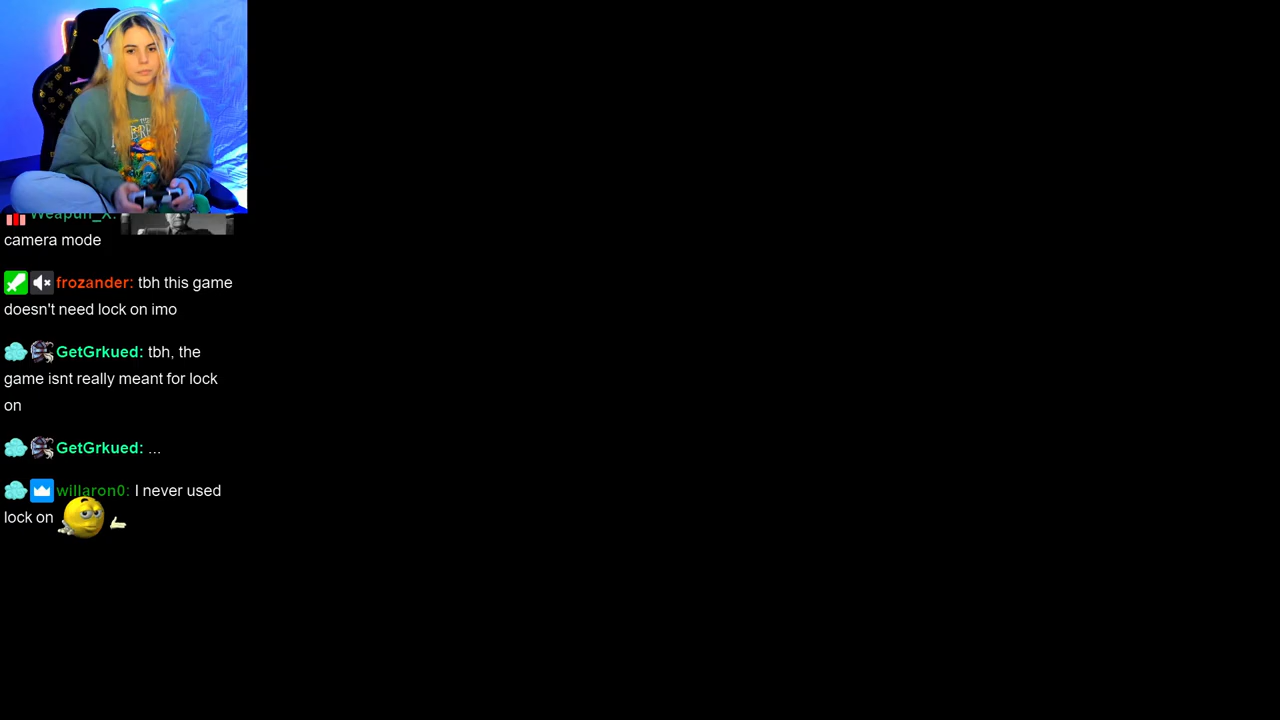 Weapun_X:
camera mode
frozander: tbh this game
doesn't need lock on imo
GetGrkued: tbh, the
game isnt really meant for lock
on
GetGrkued: ...
willaron0: I never used
lock on